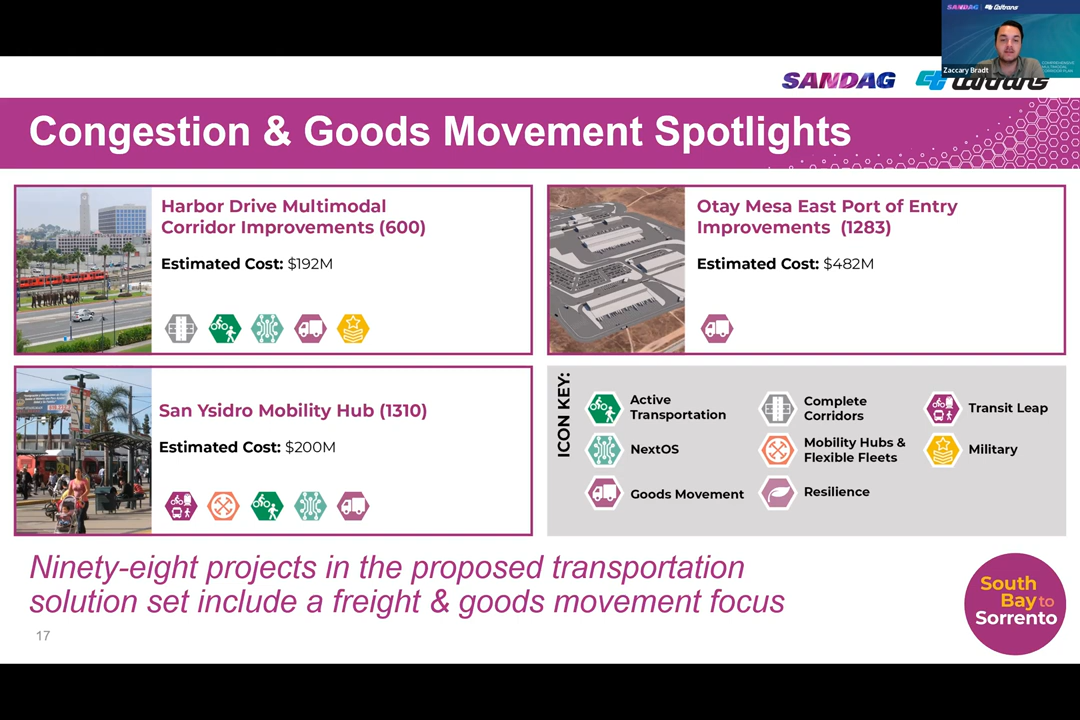 SANDAG Caltrans
Zaccary Bradt
SANDAG Caltrans
Congestion & Goods Movement Spotlights
Harbor Drive Multimodal
Corridor Improvements (600)
Estimated Cost: $192M
Otay Mesa East Port of Entry
Improvements (1283)
Estimated Cost: $482M
San Ysidro Mobility Hub (1310)
Estimated Cost: $200M
ICON KEY:
Active
Transportation
NextOS
Goods Movement
Complete
Corridors
Mobility Hubs &
Flexible Fleets
Resilience
Transit Leap
Military
Ninety-eight projects in the proposed transportation
solution set include a freight & goods movement focus
17
South
Bay to
Sorrento